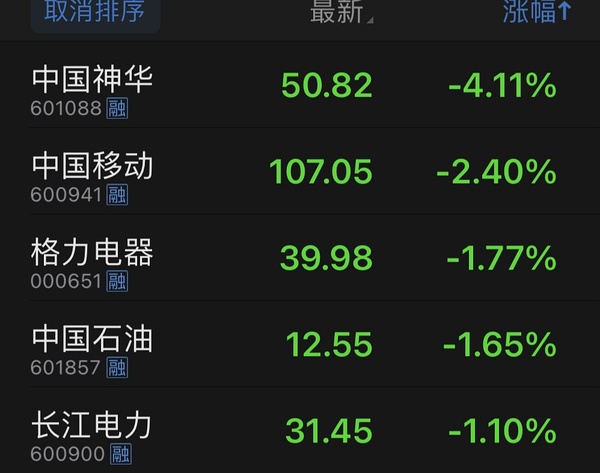 取消排序 最新 涨幅↑
中国神华 50.82 -4.11%
601088 融
中国移动 107.05 -2.40%
600941 融
格力电器 39.98 -1.77%
000651 融
中国石油 12.55 -1.65%
601857 融
长江电力 31.45 -1.10%
600900 融